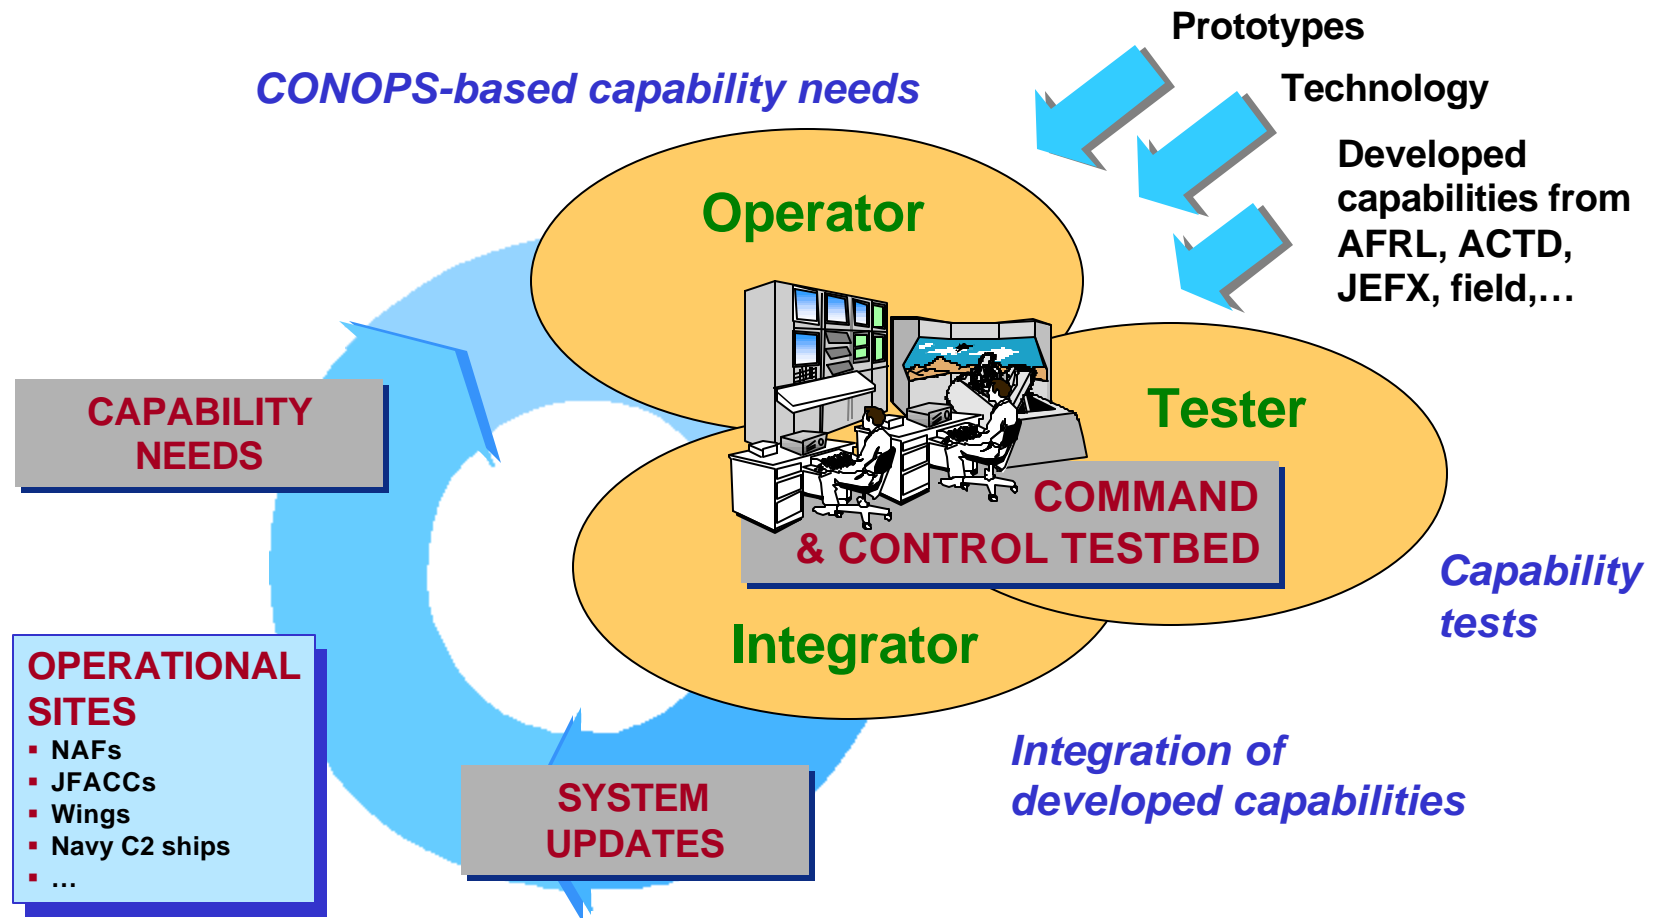 Prototypes
CONOPS-based capability needs
Technology
Developed
capabilities from
AFRL, ACTD,
JEFX, field,…
Operator
Tester
CAPABILITY
NEEDS
COMMAND
& CONTROL TESTBED
Capability
tests
Integrator
OPERATIONAL
SITES
▪ NAFs
▪ JFACCs
▪ Wings
▪ Navy C2 ships
▪ …
Integration of
developed capabilities
SYSTEM
UPDATES